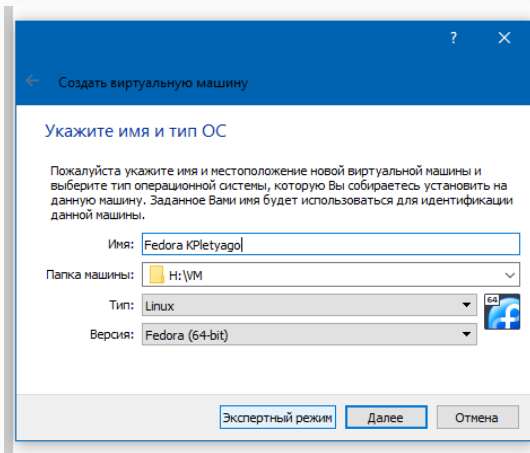 ?
Создать виртуальную машину
Укажите имя и тип ОС
Пожалуйста укажите имя и местоположение новой виртуальной машины и
выберите тип операционной системы, которую Вы собираетесь установить на
данную машину. Заданное Вами имя будет использоваться для идентификации
данной машины.
Имя: Fedora KPletyago
Папка машины: H:\VM
Тип: Linux
64
Версия: Fedora (64-bit)
Экспертный режим Далее Отмена